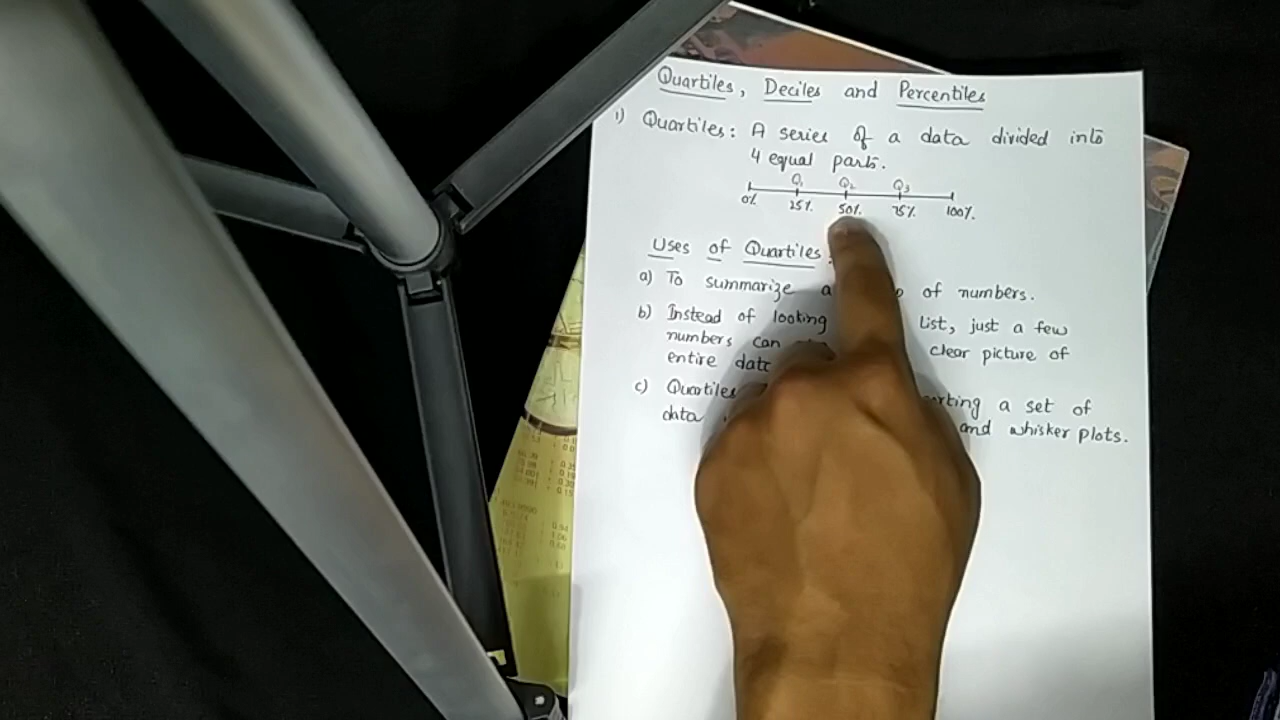 Quartiles, Deciles and Percentiles
1) Quartiles: A series of a data divided into
4 equal parts.
Q1 Q2 Q3
0% 25% 50% 75% 100%
Uses of Quartiles:
a) To summarize a of numbers.
b) Instead of looking List, just a few
numbers can clear picture of
entire data
c) Quartiles a set of
data and whisker plots.